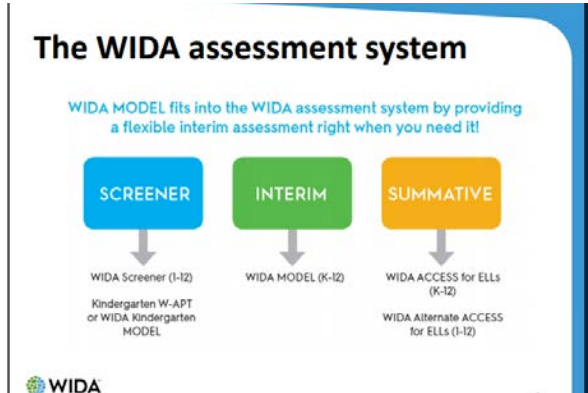 The WIDA assessment system
WIDA MODEL fits into the WIDA assessment system by providing
a flexible interim assessment right when you need it!
SCREENER
INTERIM
SUMMATIVE
WIDA Screener (1-12)
Kindergarten W-APT
or WIDA Kindergarten
MODEL
WIDA MODEL (K-12)
WIDA ACCESS for ELLs
(K-12)
WIDA Alternate ACCESS
for ELLs (1-12)
WIDA